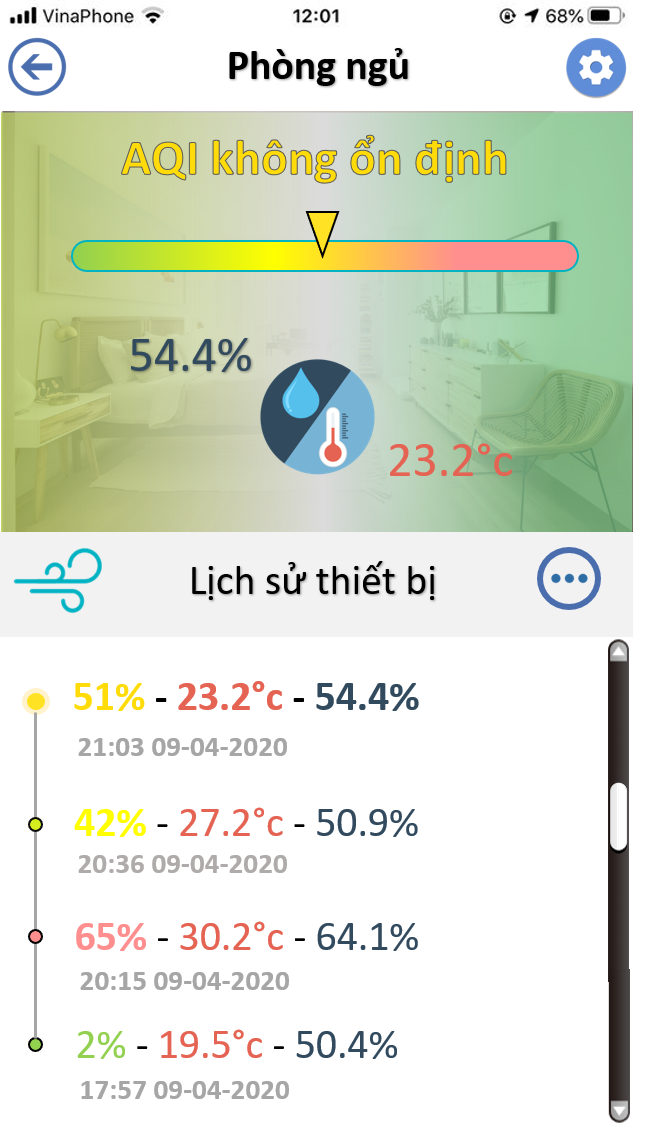 VinaPhone 12:01 68%
Phòng ngủ
AQI không ổn định
54.4%
23.2°c
Lịch sử thiết bị
51% - 23.2°c - 54.4%
21:03 09-04-2020
42% - 27.2°c - 50.9%
20:36 09-04-2020
65% - 30.2°c - 64.1%
20:15 09-04-2020
2% - 19.5°c - 50.4%
17:57 09-04-2020